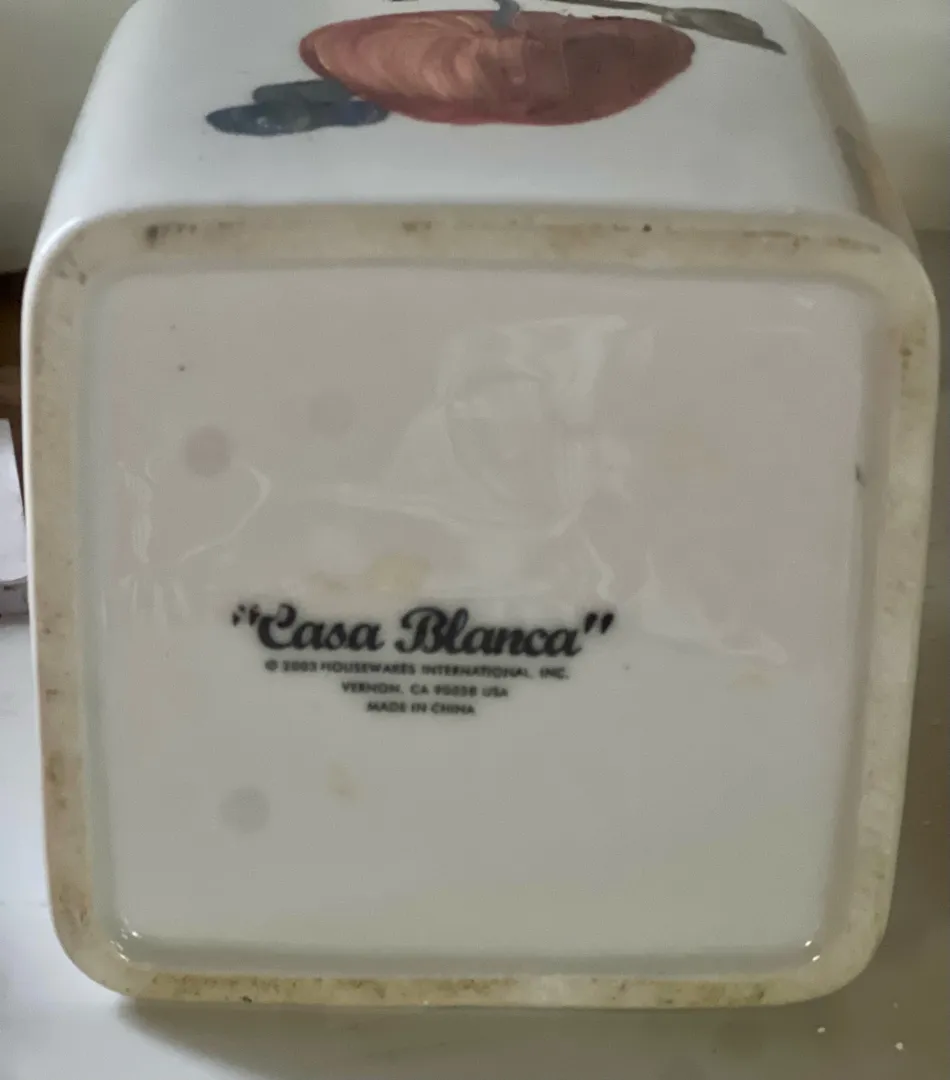 "Casa Blanca"
© 2003 HOUSEWARES INTERNATIONAL, INC.
VERNON, CA 90058 USA
MADE IN CHINA